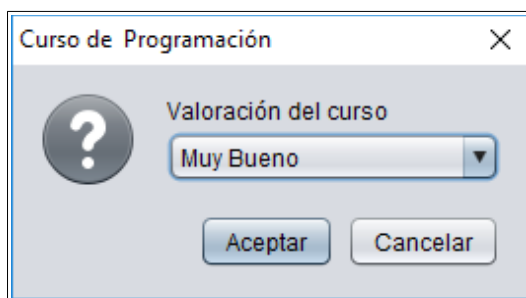 Curso de Programación
Valoración del curso
Muy Bueno
Aceptar Cancelar